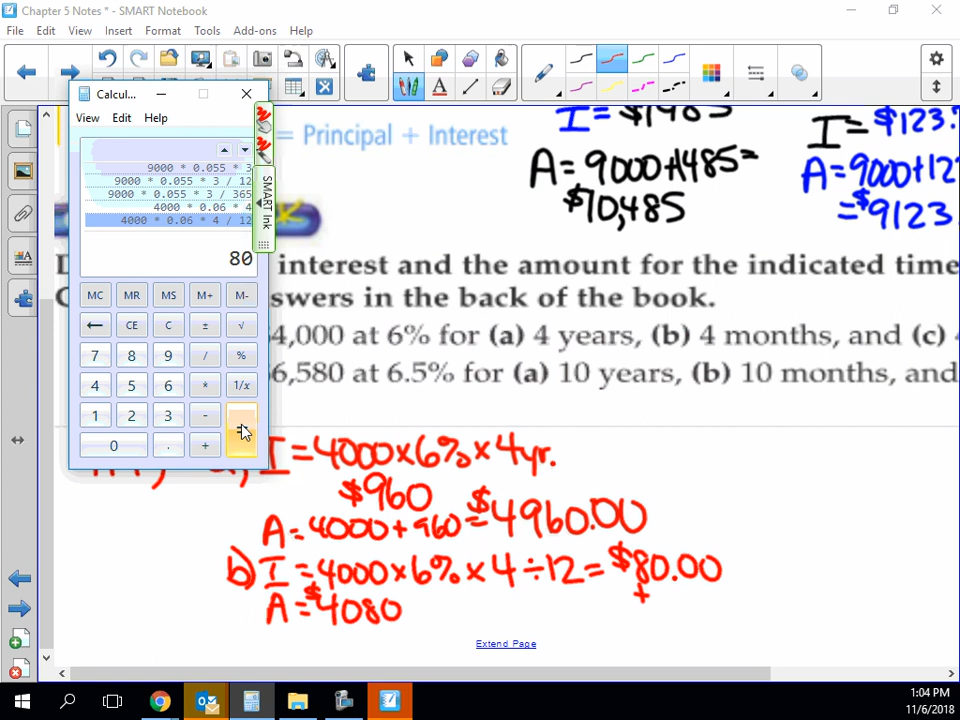 Chapter 5 Notes * - SMART Notebook
File Edit View Insert Format Tools Add-ons Help
Calcul...
View Edit Help
9000 * 0.055 * 3
9000 * 0.055 * 3 / 12
9000 * 0.055 * 3 / 365
4000 * 0.06 * 4
4000 * 0.06 * 4 / 12
80
MC MR MS M+ M-
CE C ± √
7 8 9 / %
4 5 6 * 1/x
1 2 3 - =
0 . +
SMART Ink
= Principal + Interest
I = $1485
A = 9000 + 1485 =
$10,485
I = $123.
A = 9000 + 12
= $9123
interest and the amount for the indicated time
swers in the back of the book.
4,000 at 6% for (a) 4 years, (b) 4 months, and (c) 4
6,580 at 6.5% for (a) 10 years, (b) 10 months, and
I = 4000 x 6% x 4 yr.
$960
A = 4000 + 960 = $4960.00
b) I = 4000 x 6% x 4 ÷ 12 = $80.00
A = $4080
+
Extend Page
1:04 PM
11/6/2018